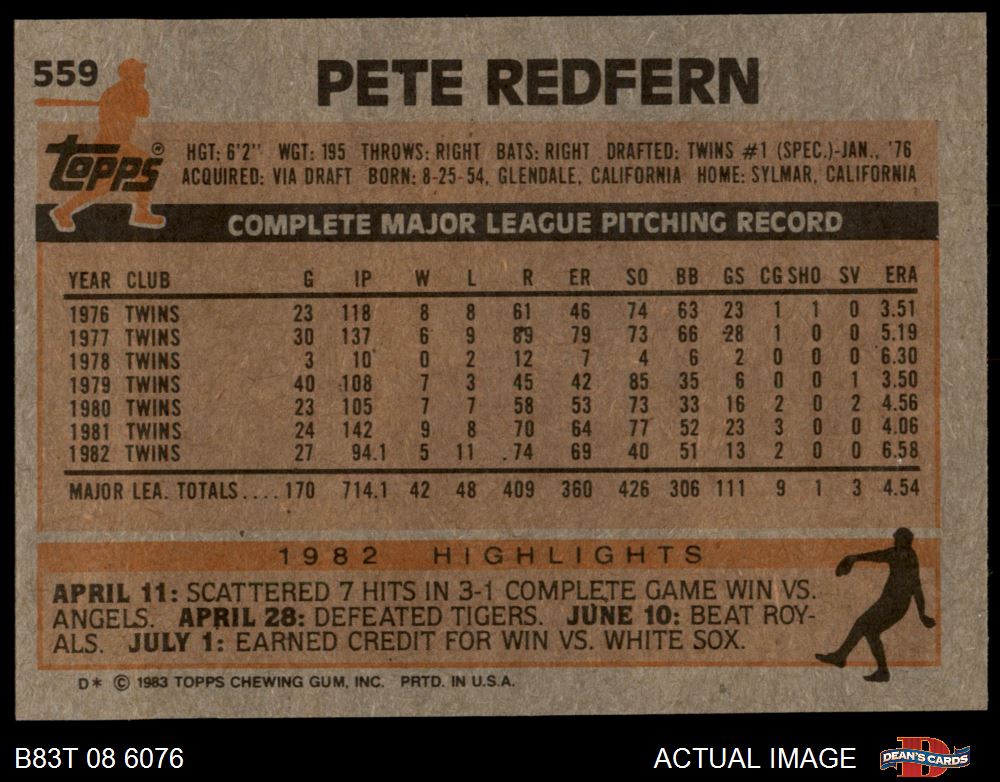 559
PETE REDFERN
TOPPS®
HGT: 6'2" WGT: 195 THROWS: RIGHT BATS: RIGHT DRAFTED: TWINS #1 (SPEC.)-JAN., '76
ACQUIRED: VIA DRAFT BORN: 8-25-54, GLENDALE, CALIFORNIA HOME: SYLMAR, CALIFORNIA
COMPLETE MAJOR LEAGUE PITCHING RECORD
YEAR CLUB G IP W L R ER SO BB GS CG SHO SV ERA
1976 TWINS 23 118 8 8 61 46 74 63 23 1 1 0 3.51
1977 TWINS 30 137 6 9 89 79 73 66 28 1 0 0 5.19
1978 TWINS 3 10 0 2 12 7 4 6 2 0 0 0 6.30
1979 TWINS 40 108 7 3 45 42 85 35 6 0 0 1 3.50
1980 TWINS 23 105 7 7 58 53 73 33 16 2 0 2 4.56
1981 TWINS 24 142 9 8 70 64 77 52 23 3 0 0 4.06
1982 TWINS 27 94.1 5 11 74 69 40 51 13 2 0 0 6.58
MAJOR LEA. TOTALS.... 170 714.1 42 48 409 360 426 306 111 9 1 3 4.54
1982 HIGHLIGHTS
APRIL 11: SCATTERED 7 HITS IN 3-1 COMPLETE GAME WIN VS.
ANGELS. APRIL 28: DEFEATED TIGERS. JUNE 10: BEAT ROY-
ALS. JULY 1: EARNED CREDIT FOR WIN VS. WHITE SOX.
D* © 1983 TOPPS CHEWING GUM, INC. PRTD. IN U.S.A.
B83T 08 6076
ACTUAL IMAGE
DEAN'S CARDS